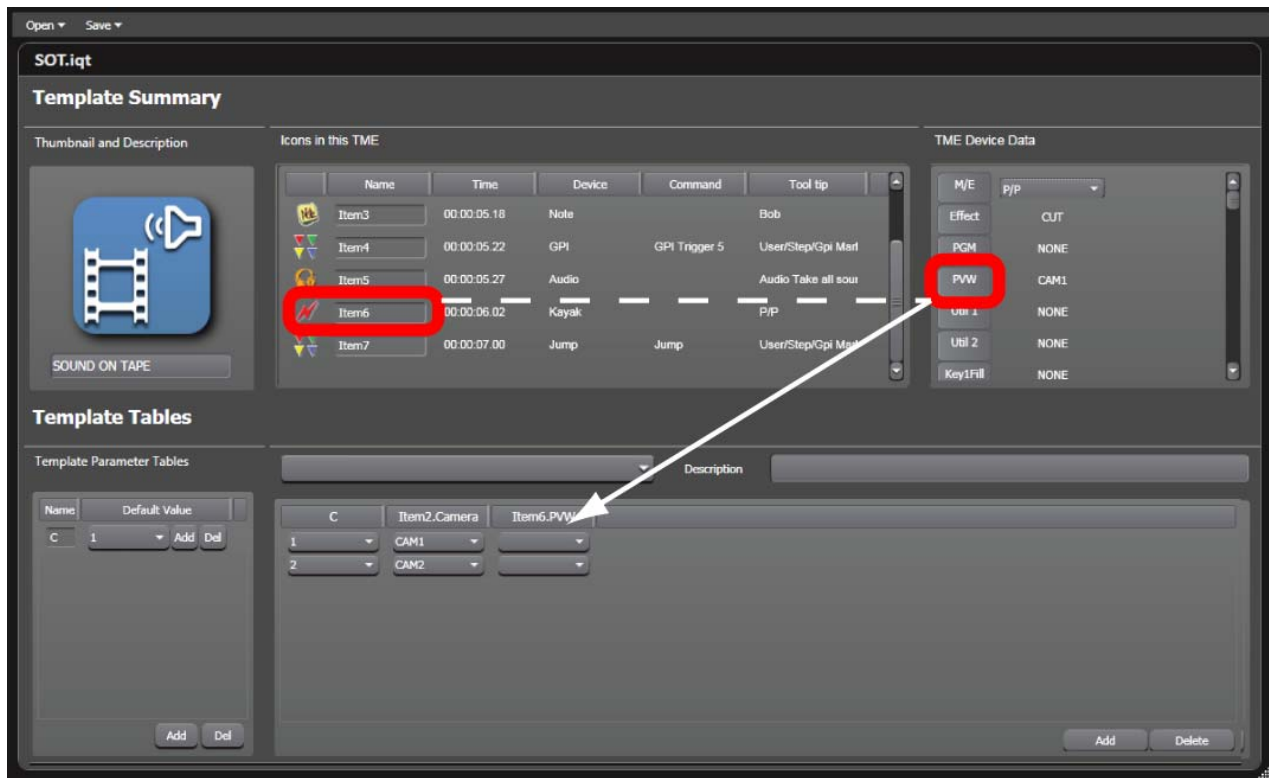 Open Save
SOT.iqt
Template Summary
Thumbnail and Description
SOUND ON TAPE
Icons in this TME
Name Time Device Command Tool tip
Item3 00:00:05.18 Note Bob
Item4 00:00:05.22 GPI GPI Trigger 5 User/Step/Gpi Marl
Item5 00:00:05.27 Audio Audio Take all sour
Item6 00:00:06.02 Kayak P/P
Item7 00:00:07.00 Jump Jump User/Step/Gpi
TME Device Data
M/E P/P
Effect CUT
PGM NONE
PVW CAM1
Util 1 NONE
Util 2 NONE
Key1Fill NONE
Template Tables
Template Parameter Tables
Name Default Value
C 1 Add Del
Add Del
Description
C Item2.Camera Item6.PVW
1 CAM1
2 CAM2
Add Delete